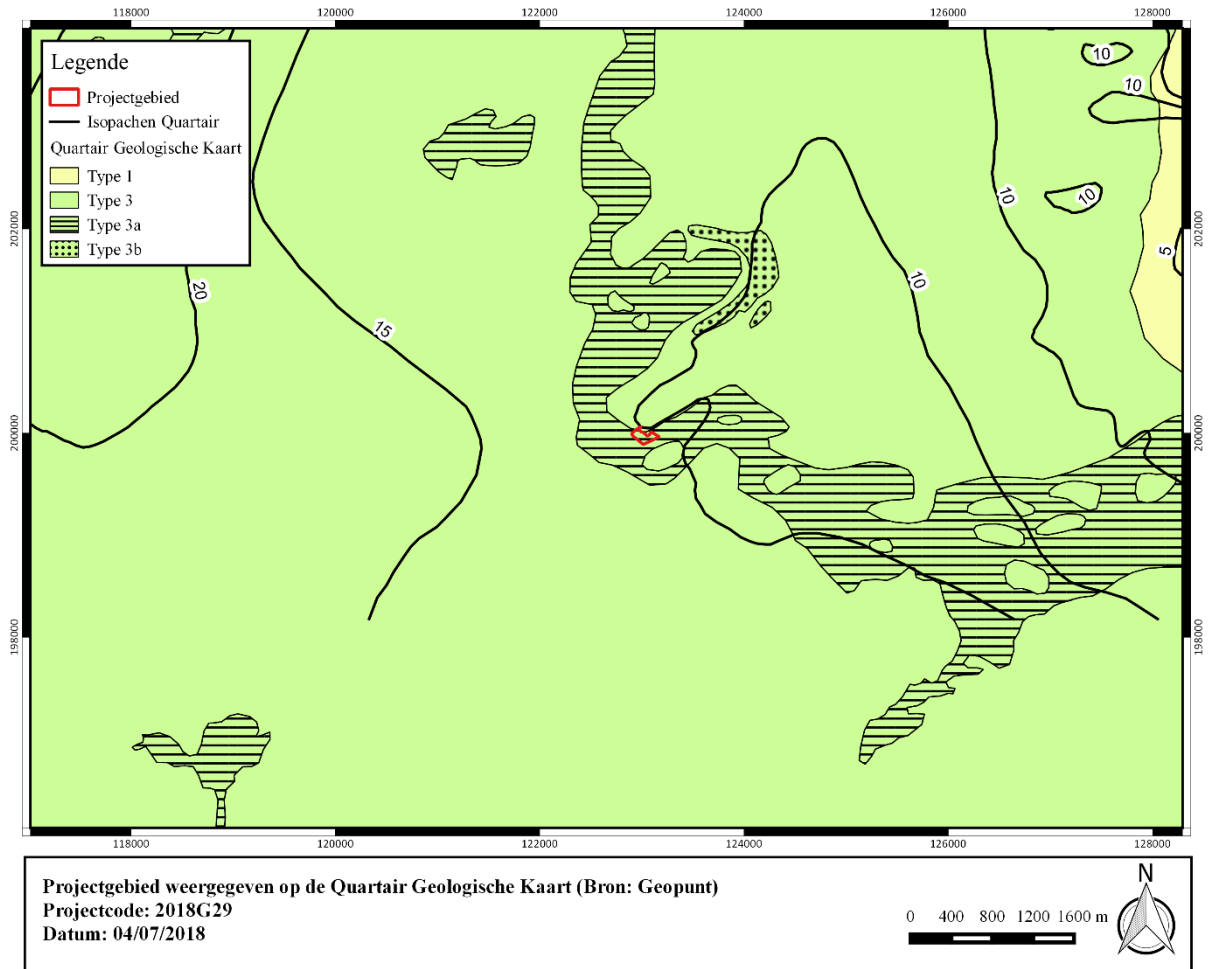 118000 120000 122000 124000 126000 128000
Legende
Projectgebied
Isopachen Quartair
Quartair Geologische Kaart
Type 1
Type 3
Type 3a
Type 3b
10
10
10
10
10
5
20
15
202000
200000
198000
202000
200000
198000
118000 120000 122000 124000 126000 128000
Projectgebied weergegeven op de Quartair Geologische Kaart (Bron: Geopunt)
Projectcode: 2018G29
Datum: 04/07/2018
0 400 800 1200 1600 m
N